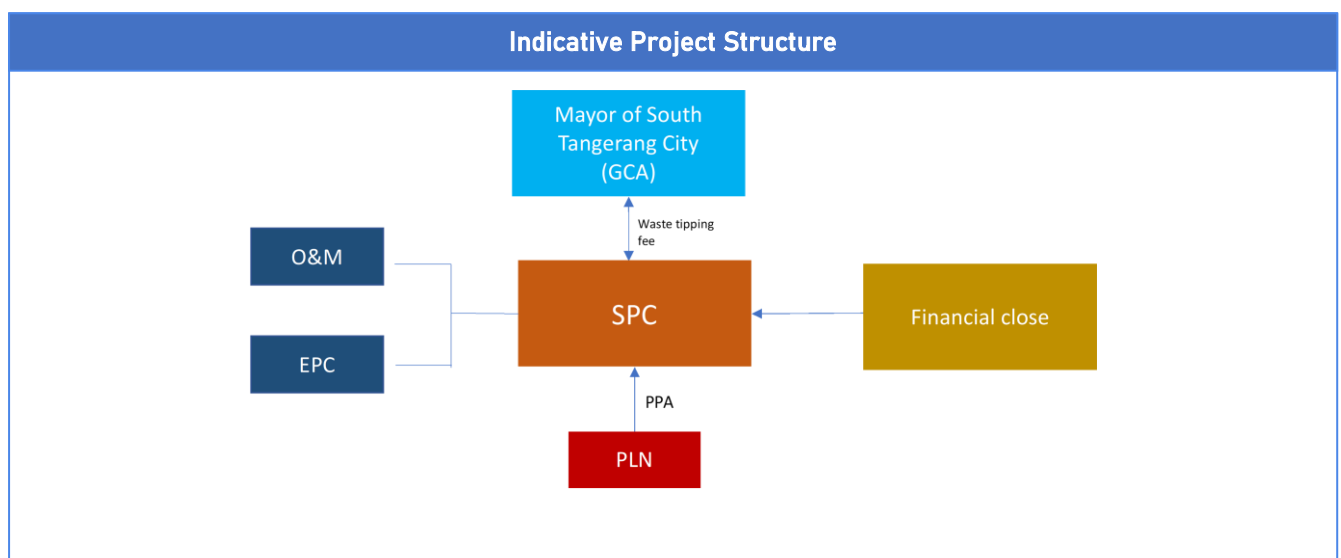 Indicative Project Structure
Mayor of South
Tangerang City
(GCA)
Waste tipping
fee
O&M
SPC
Financial close
EPC
PPA
PLN